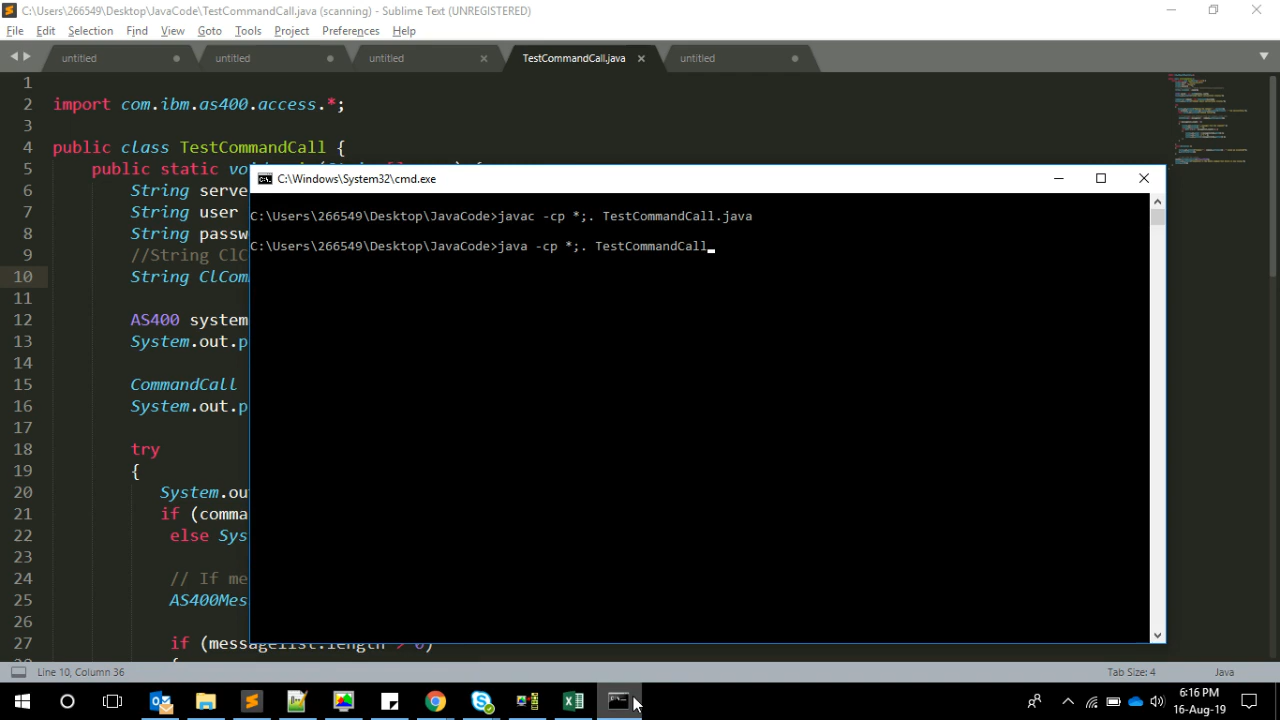 C:\Users\266549\Desktop\JavaCode\TestCommandCall.java (scanning) - Sublime Text (UNREGISTERED)
File Edit Selection Find View Goto Tools Project Preferences Help
untitled untitled untitled TestCommandCall.java untitled
1
2 import com.ibm.as400.access.*;
3
4 public class TestCommandCall {
5 public static
6 String serve
7 String user
8 String passw
9 //String ClC
10 String ClCom
11
12 AS400 system
13 System.out.p
14
15 CommandCall
16 System.out.p
17
18 try
19 {
20 System.ou
21 if (comma
22 else Sys
23
24 // If me
25 AS400Mes
26
27 if (messagelist.length > 0)
28 {
C:\Windows\System32\cmd.exe
C:\Users\266549\Desktop\JavaCode>javac -cp *;. TestCommandCall.java
C:\Users\266549\Desktop\JavaCode>java -cp *;. TestCommandCall
Line 10, Column 36 Tab Size: 4 Java
6:16 PM
16-Aug-19